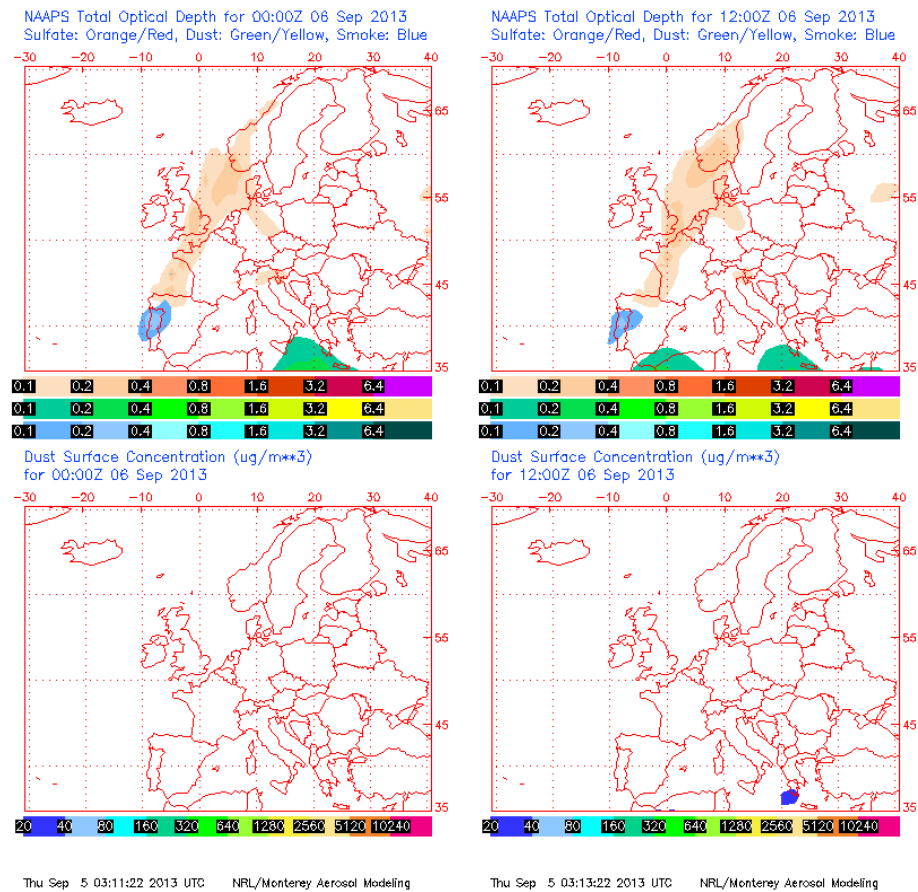 NAAPS Total Optical Depth for 00:00Z 06 Sep 2013
Sulfate: Orange/Red, Dust: Green/Yellow, Smoke: Blue
-30 -20 -10 0 10 20 30 40
65
55
45
35
0.1 0.2 0.4 0.8 1.6 3.2 6.4
0.1 0.2 0.4 0.8 1.6 3.2 6.4
0.1 0.2 0.4 0.8 1.6 3.2 6.4
NAAPS Total Optical Depth for 12:00Z 06 Sep 2013
Sulfate: Orange/Red, Dust: Green/Yellow, Smoke: Blue
-30 -20 -10 0 10 20 30 40
65
55
45
35
0.1 0.2 0.4 0.8 1.6 3.2 6.4
0.1 0.2 0.4 0.8 1.6 3.2 6.4
0.1 0.2 0.4 0.8 1.6 3.2 6.4
Dust Surface Concentration (ug/m**3)
for 00:00Z 06 Sep 2013
-30 -20 -10 0 10 20 30 40
65
55
45
35
20 40 80 160 320 640 1280 2560 5120 10240
Thu Sep 5 03:11:22 2013 UTC NRL/Monterey Aerosol Modeling
Dust Surface Concentration (ug/m**3)
for 12:00Z 06 Sep 2013
-30 -20 -10 0 10 20 30 40
65
55
45
35
20 40 80 160 320 640 1280 2560 5120 10240
Thu Sep 5 03:13:22 2013 UTC NRL/Monterey Aerosol Modeling